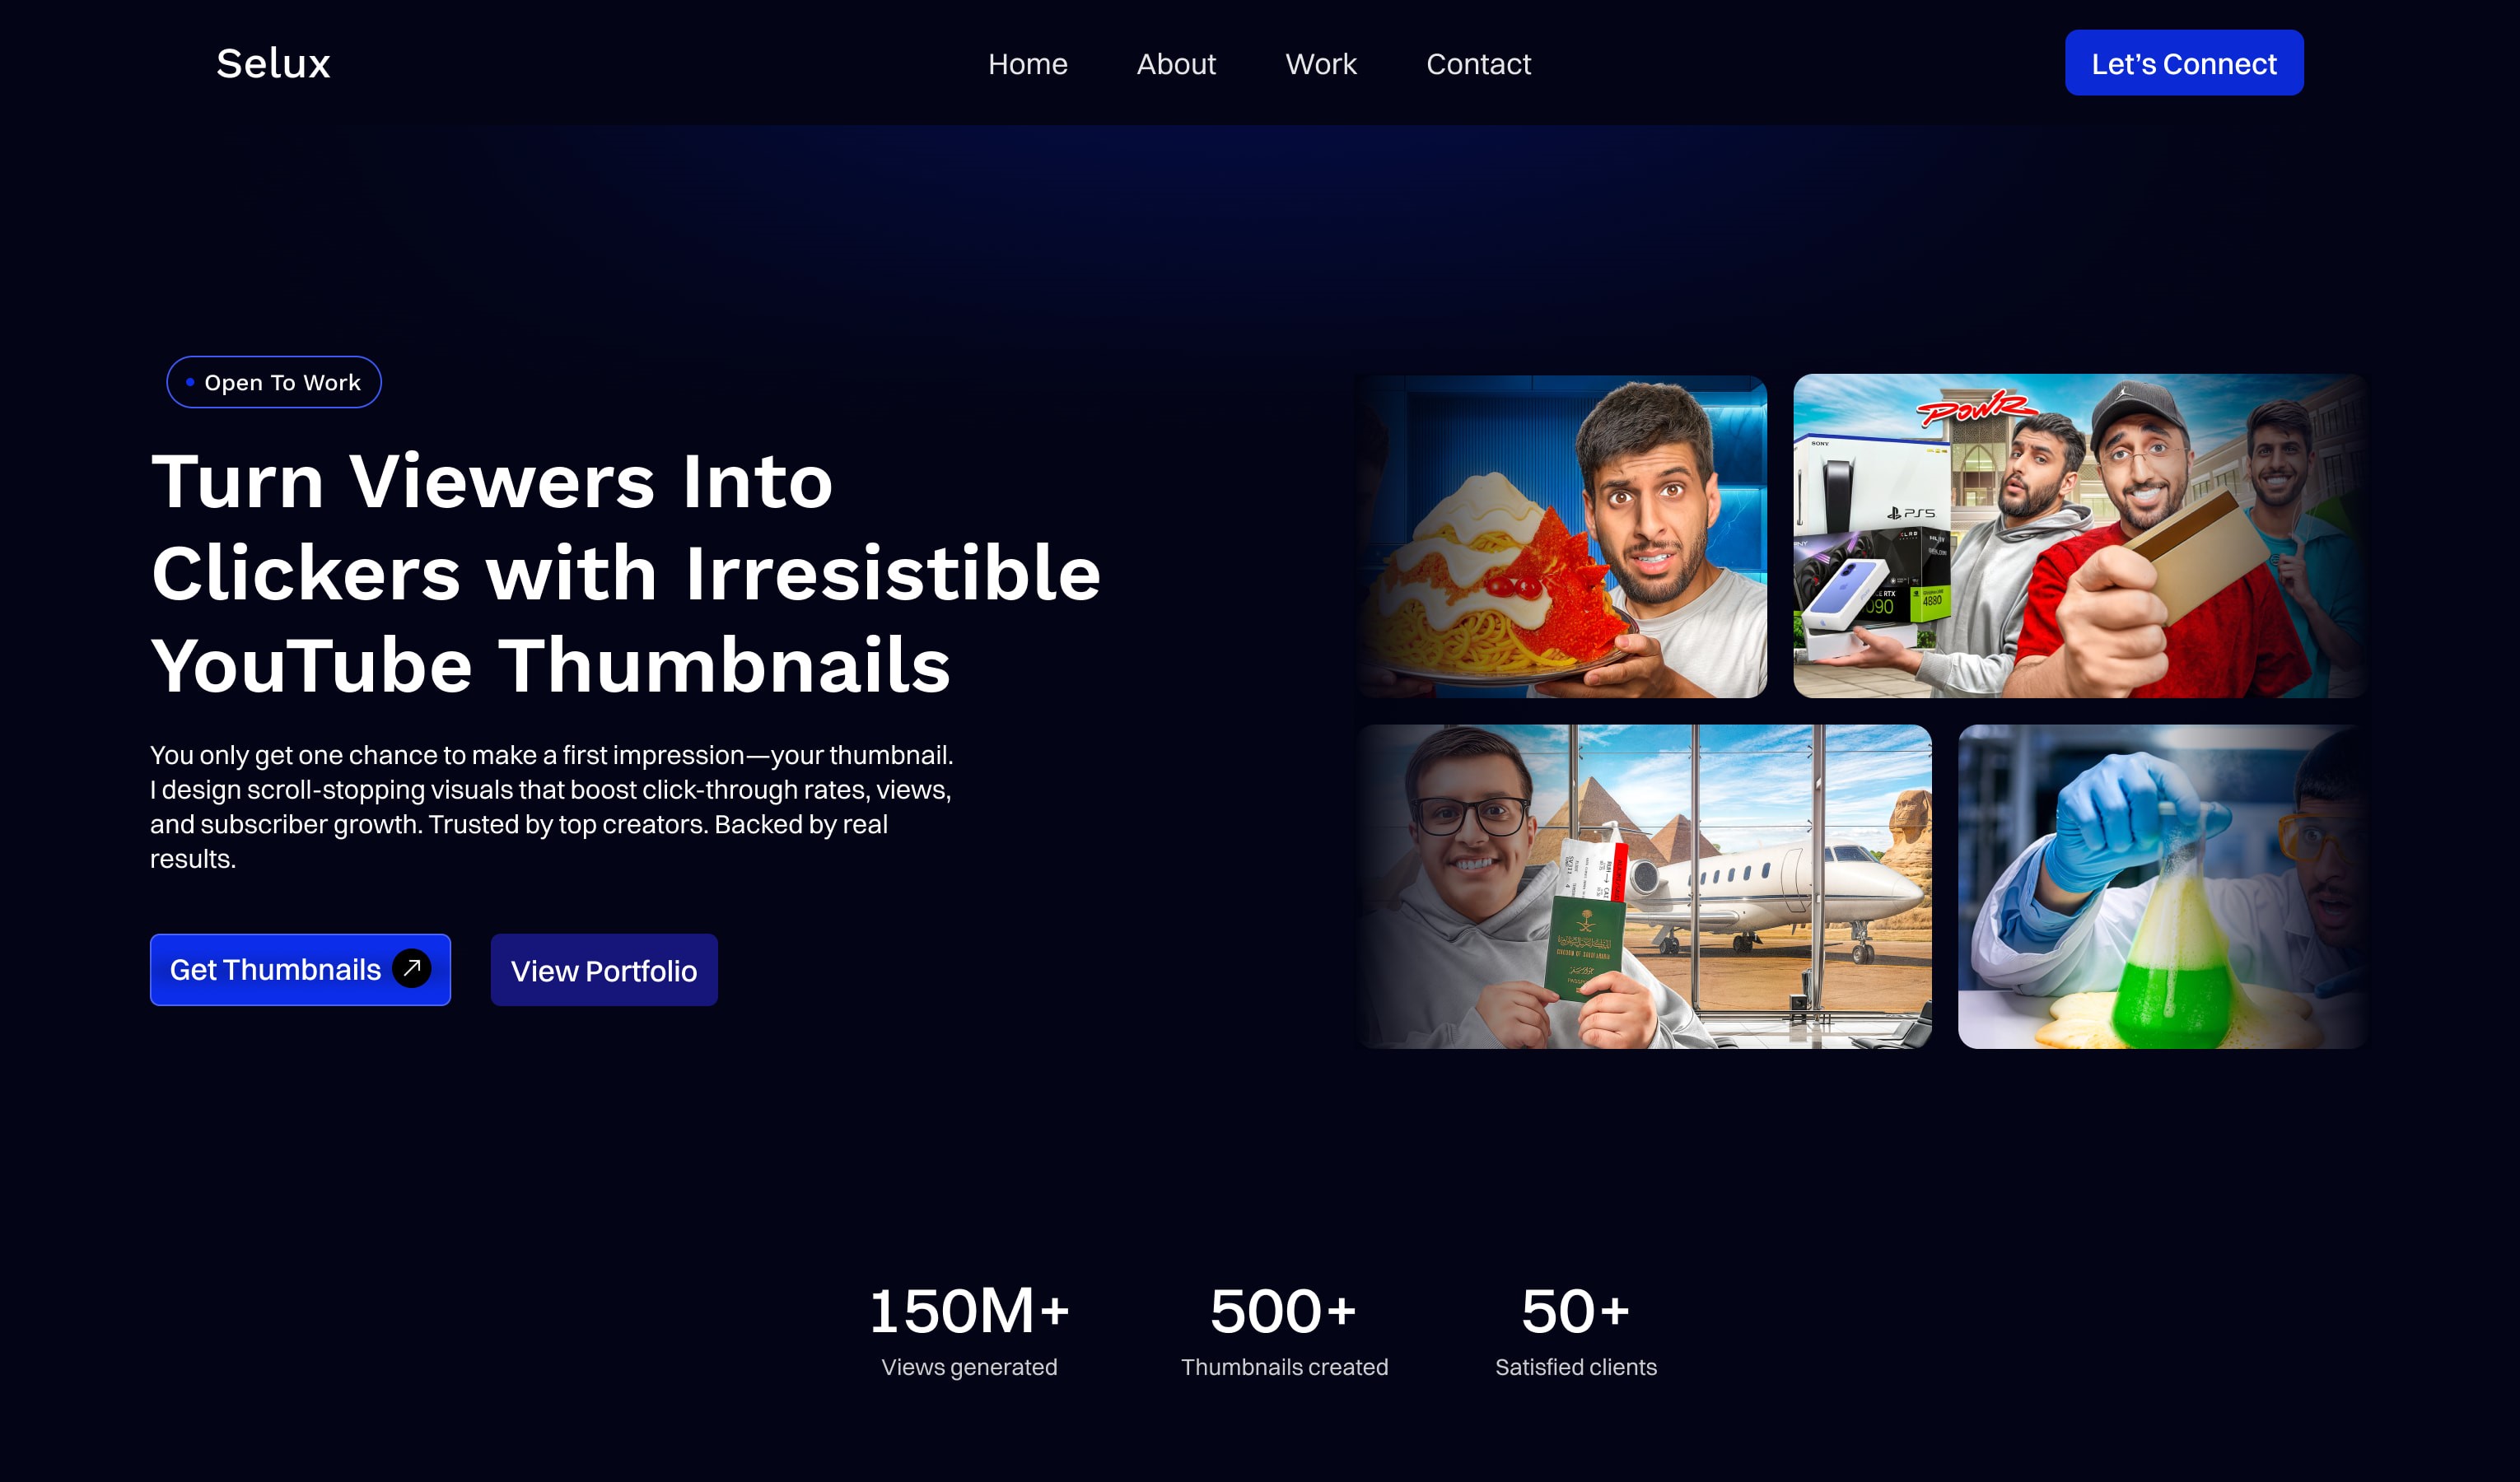 Selux
Home
About
Work
Contact
Let’s Connect
Open To Work
Turn Viewers Into
Clickers with Irresistible
YouTube Thumbnails
You only get one chance to make a first impression—your thumbnail.
I design scroll-stopping visuals that boost click-through rates, views,
and subscriber growth. Trusted by top creators. Backed by real
results.
Get Thumbnails
View Portfolio
POWR
SONY
PS5
RTX
4880
150M+
500+
50+
Views generated
Thumbnails created
Satisfied clients